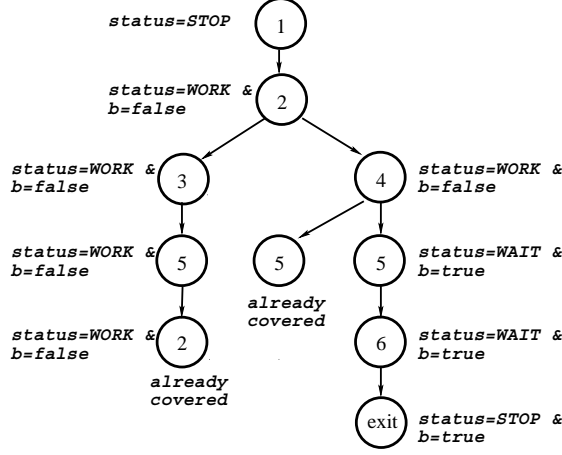 status=STOP
1
status=WORK &
b=false
2
status=WORK &
b=false
3
4
status=WORK &
b=false
status=WORK &
b=false
5
5
already
covered
5
status=WAIT &
b=true
status=WORK &
b=false
2
already
covered
6
status=WAIT &
b=true
exit
status=STOP &
b=true